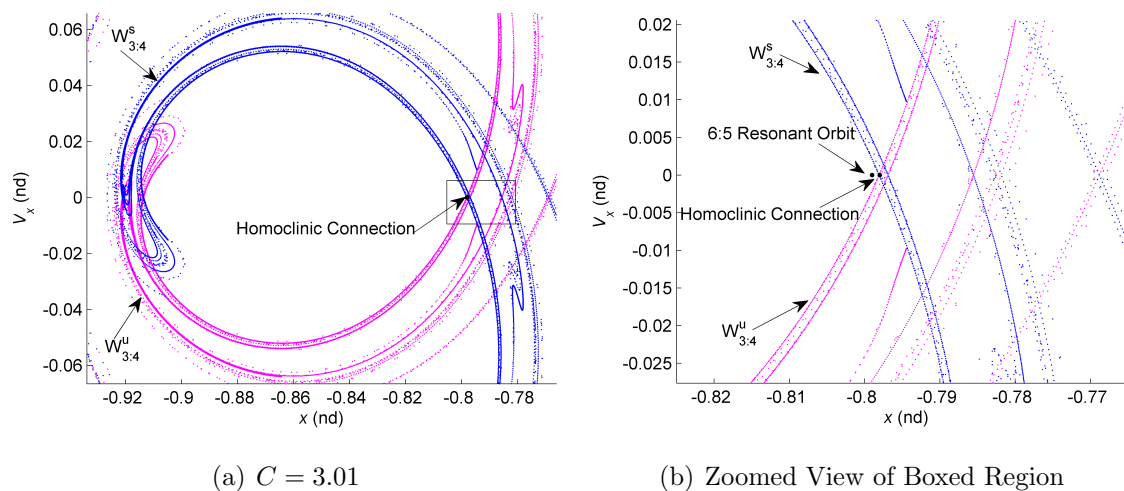 0.06
0.04
0.02
0
-0.02
-0.04
-0.06
V_x (nd)
W^s_{3:4}
Homoclinic Connection
W^u_{3:4}
-0.92 -0.9 -0.88 -0.86 -0.84 -0.82 -0.8 -0.78
x (nd)
(a) C = 3.01
0.02
0.015
0.01
0.005
0
-0.005
-0.01
-0.015
-0.02
-0.025
V_x (nd)
W^s_{3:4}
6:5 Resonant Orbit
Homoclinic Connection
W^u_{3:4}
-0.82 -0.81 -0.8 -0.79 -0.78 -0.77
x (nd)
(b) Zoomed View of Boxed Region